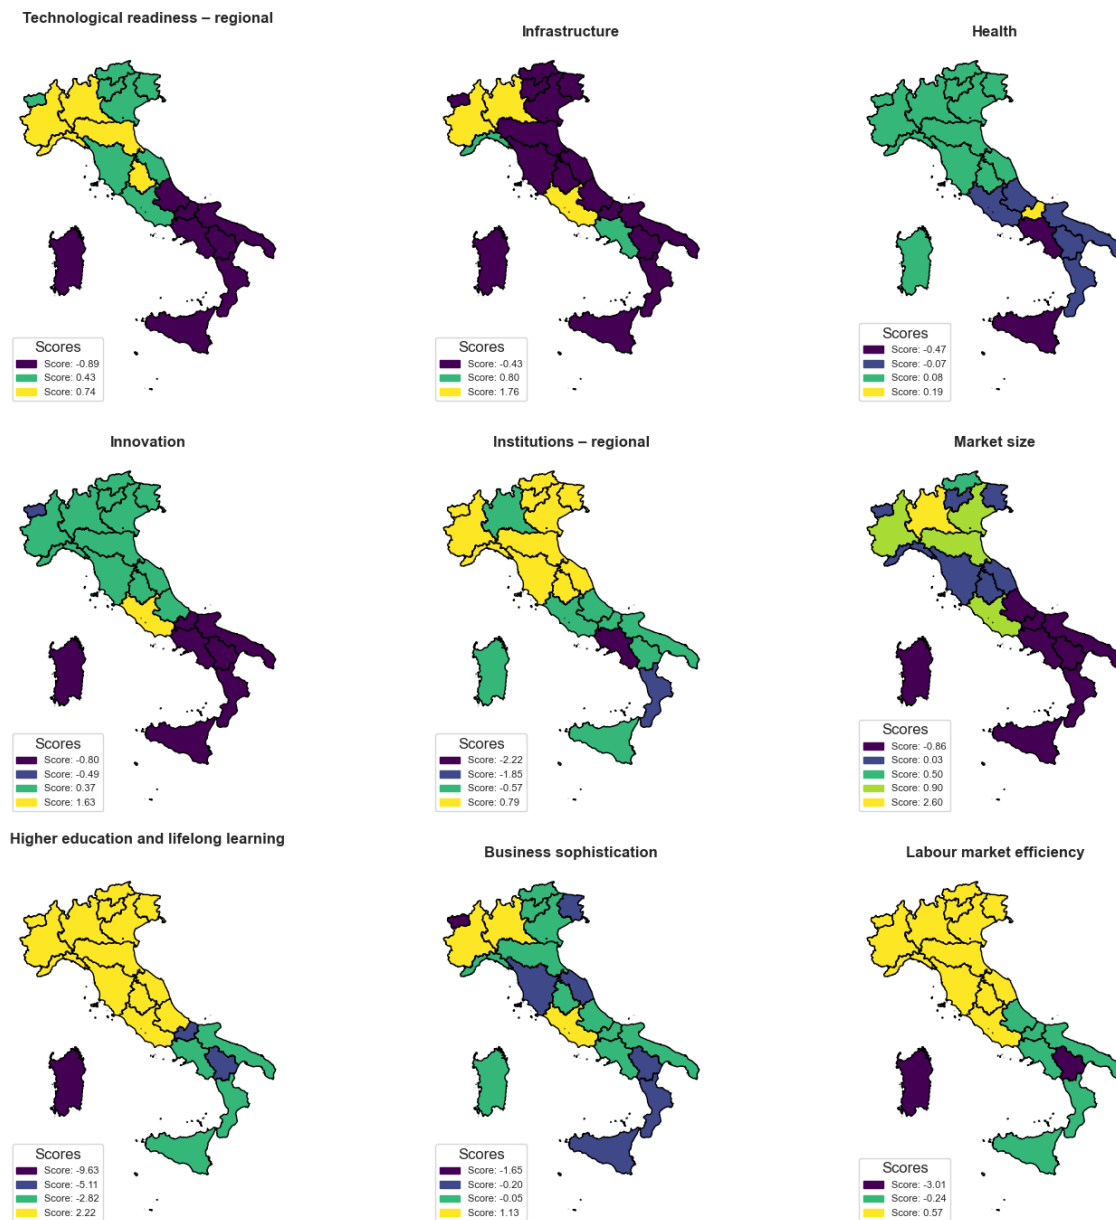 Technological readiness – regional
Infrastructure
Health
Scores
Score: -0.89
Score: 0.43
Score: 0.74
Scores
Score: -0.43
Score: 0.80
Score: 1.76
Scores
Score: -0.47
Score: -0.07
Score: 0.08
Score: 0.19
Innovation
Institutions – regional
Market size
Scores
Score: -0.80
Score: -0.49
Score: 0.37
Score: 1.63
Scores
Score: -2.22
Score: -1.85
Score: -0.57
Score: 0.79
Scores
Score: -0.86
Score: 0.03
Score: 0.50
Score: 0.90
Score: 2.60
Higher education and lifelong learning
Business sophistication
Labour market efficiency
Scores
Score: -9.63
Score: -5.11
Score: -2.82
Score: 2.22
Scores
Score: -1.65
Score: -0.20
Score: -0.05
Score: 1.13
Scores
Score: -3.01
Score: -0.24
Score: 0.57